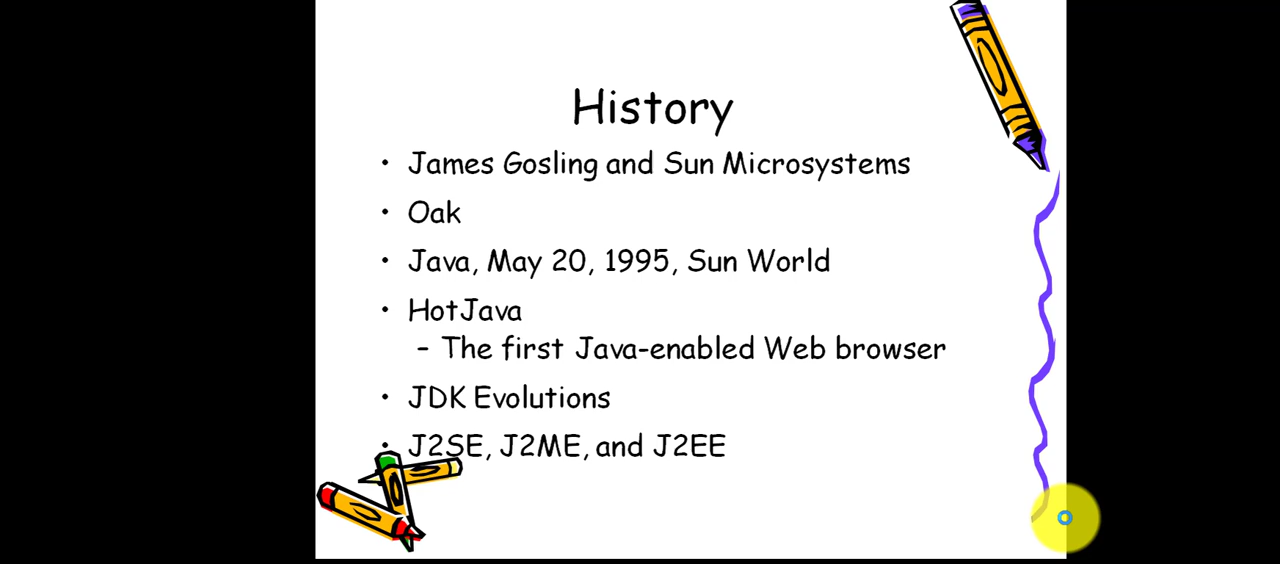 History
• James Gosling and Sun Microsystems
• Oak
• Java, May 20, 1995, Sun World
• HotJava
– The first Java-enabled Web browser
• JDK Evolutions
• J2SE, J2ME, and J2EE